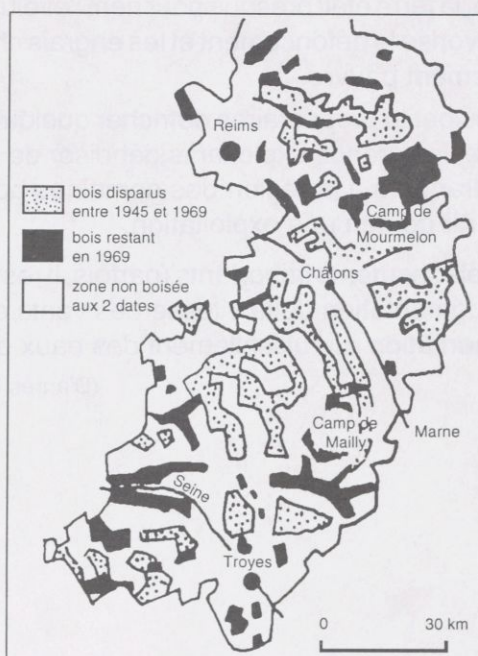 Reims
bois disparus
entre 1945 et 1969
bois restant
en 1969
zone non boisée
aux 2 dates
Camp de
Mourmelon
Châlons
Camp de
Mailly
Marne
Seine
Troyes
0 30 km